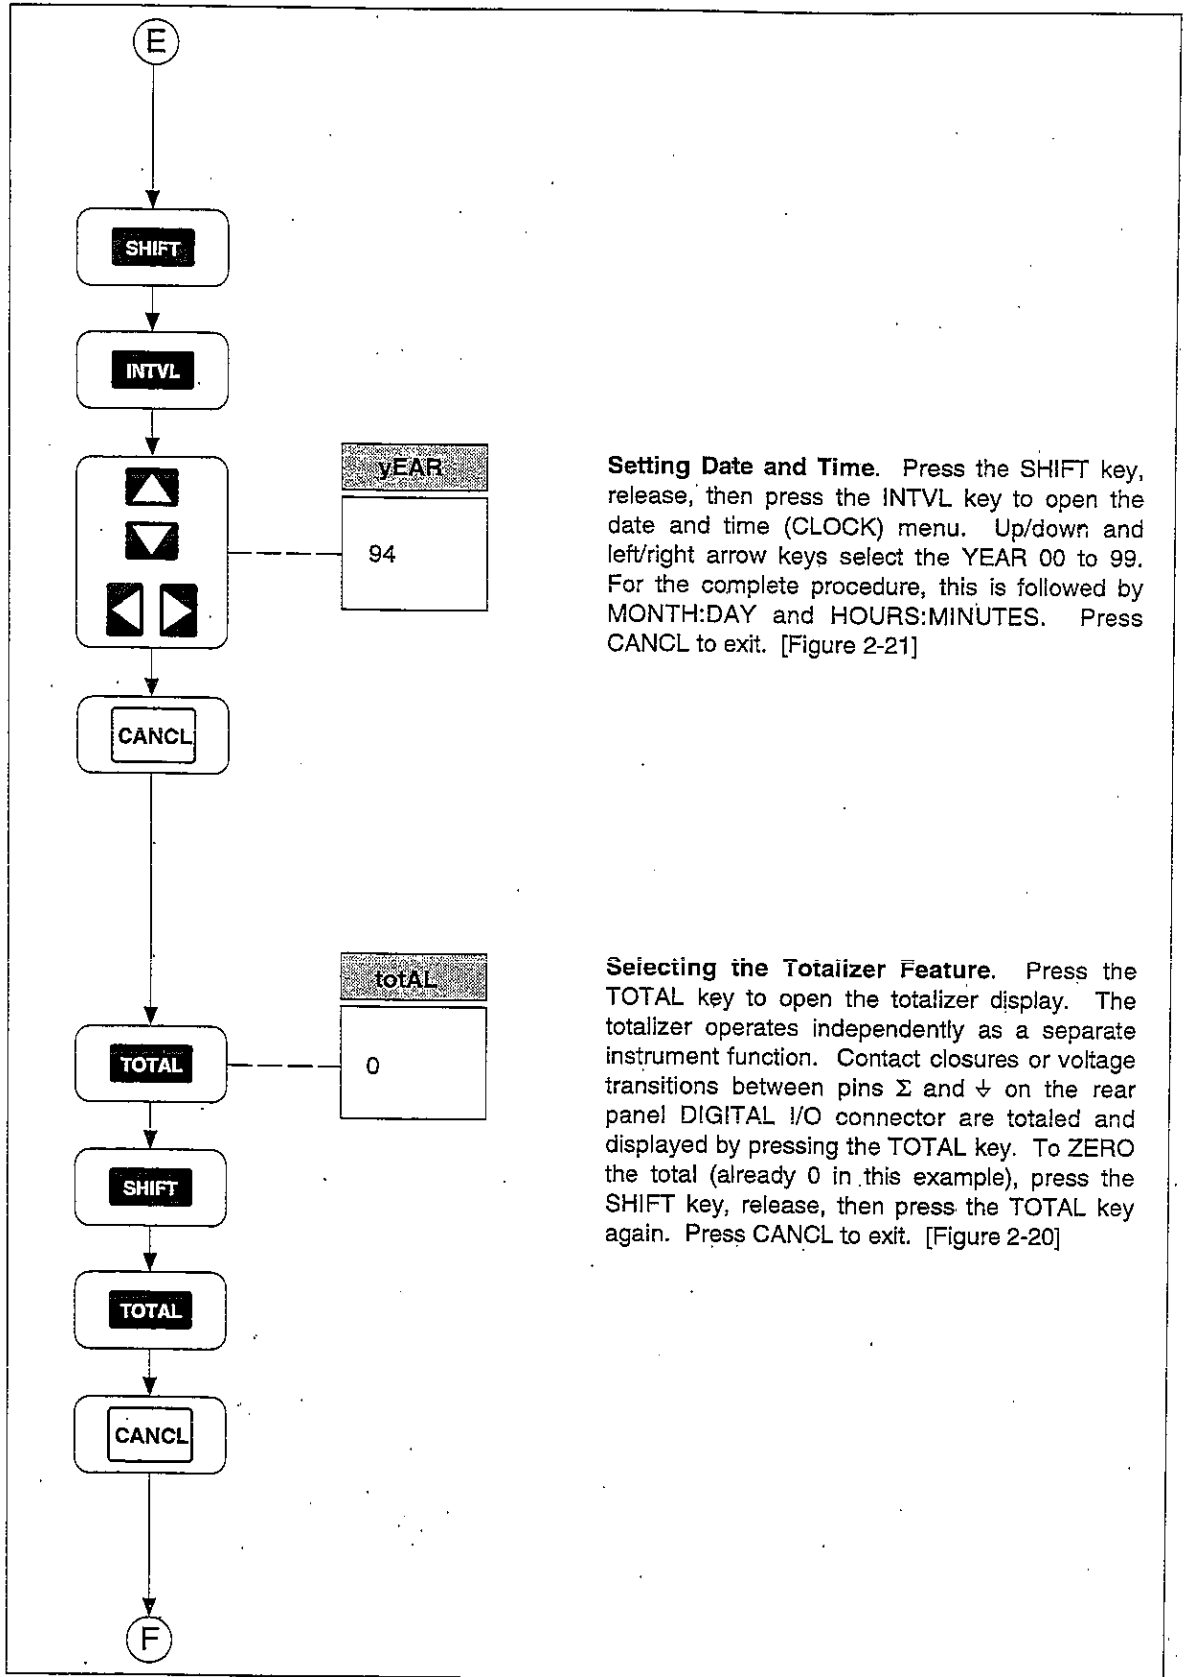 E
SHIFT
INTVL
yEAR
94
Setting Date and Time. Press the SHIFT key,
release, then press the INTVL key to open the
date and time (CLOCK) menu. Up/down and
left/right arrow keys select the YEAR 00 to 99.
For the complete procedure, this is followed by
MONTH:DAY and HOURS:MINUTES. Press
CANCL to exit. [Figure 2-21]
CANCL
totAL
0
Selecting the Totalizer Feature. Press the
TOTAL key to open the totalizer display. The
totalizer operates independently as a separate
instrument function. Contact closures or voltage
transitions between pins Σ and ⏚ on the rear
panel DIGITAL I/O connector are totaled and
displayed by pressing the TOTAL key. To ZERO
the total (already 0 in this example), press the
SHIFT key, release, then press the TOTAL key
again. Press CANCL to exit. [Figure 2-20]
TOTAL
SHIFT
TOTAL
CANCL
F